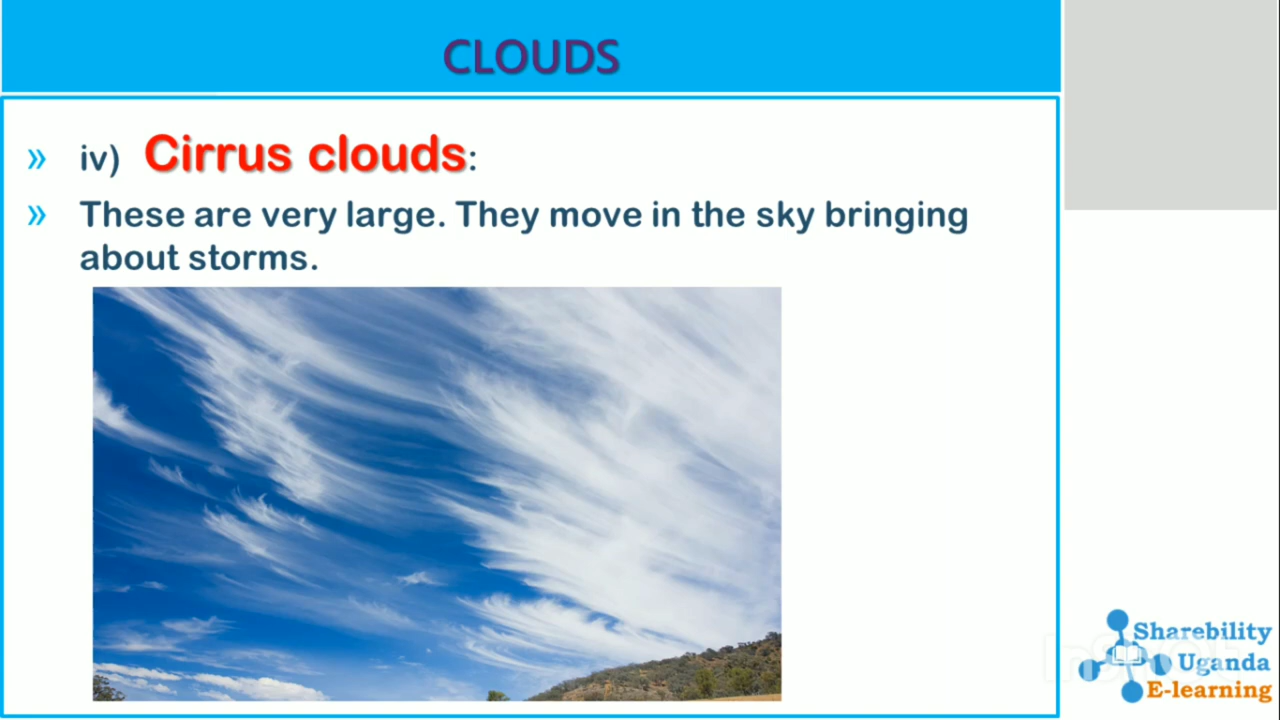 CLOUDS
» iv) Cirrus clouds:
» These are very large. They move in the sky bringing
about storms.
Sharebility
Uganda
E-learning